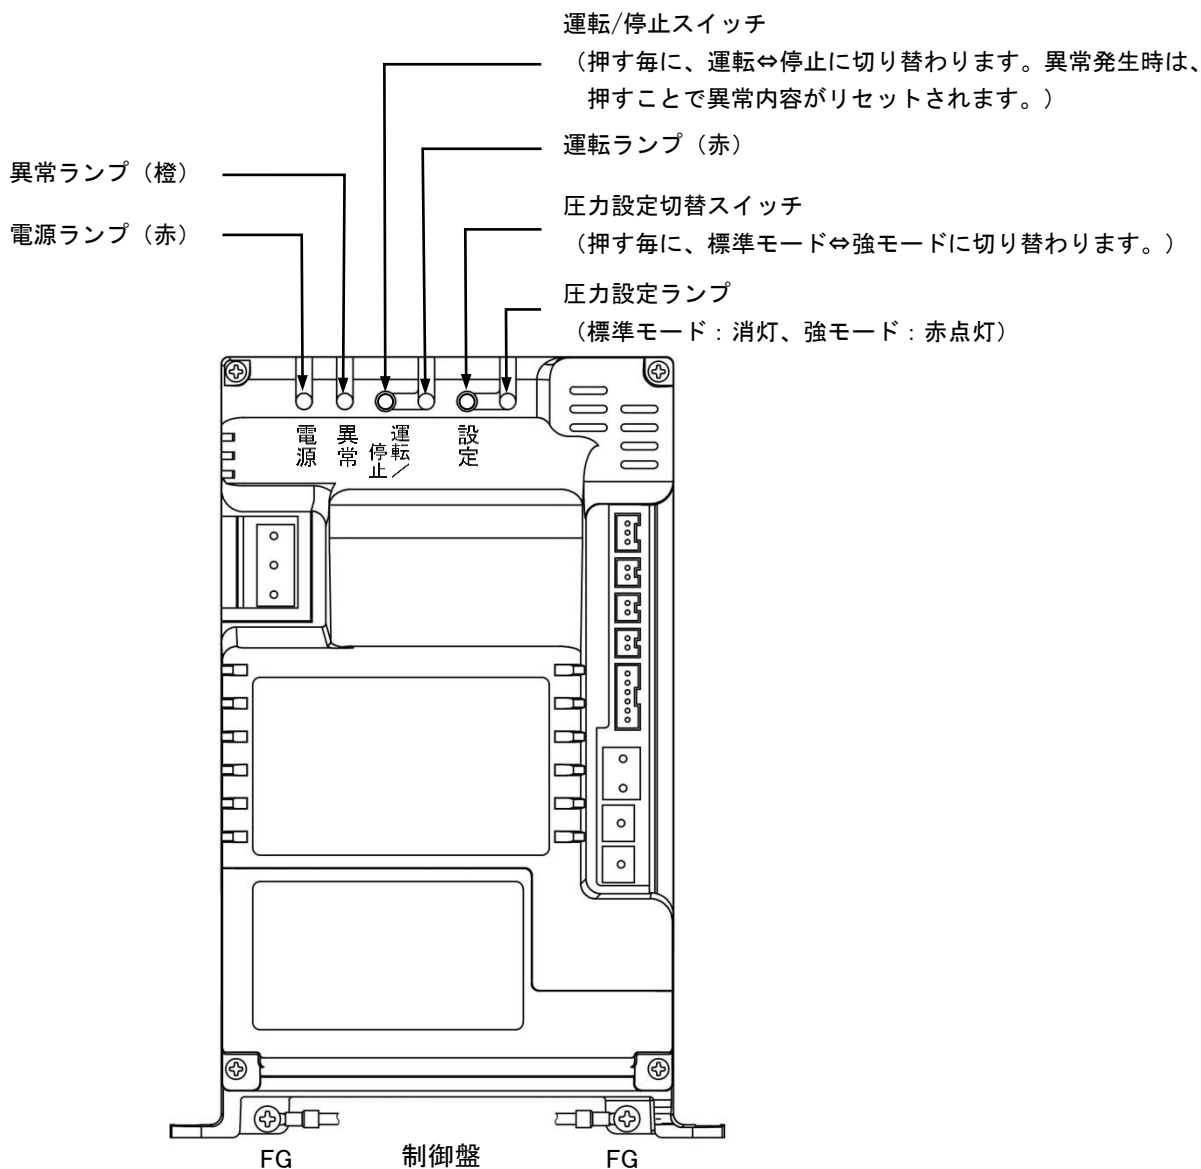 運転/停止スイッチ
（押す毎に、運転⇔停止に切り替わります。異常発生時は、
押すことで異常内容がリセットされます。）
運転ランプ（赤）
異常ランプ（橙）
圧力設定切替スイッチ
電源ランプ（赤）
（押す毎に、標準モード⇔強モードに切り替わります。）
圧力設定ランプ
（標準モード：消灯、強モード：赤点灯）
電源
異常
運転／
停止
設定
FG
制御盤
FG